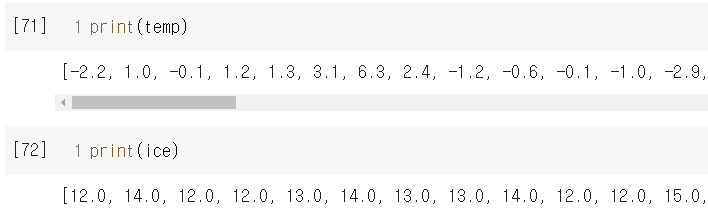 [71] 1 print(temp)
[-2.2, 1.0, -0.1, 1.2, 1.3, 3.1, 6.3, 2.4, -1.2, -0.6, -0.1, -1.0, -2.9,
[72] 1 print(ice)
[12.0, 14.0, 12.0, 12.0, 13.0, 14.0, 13.0, 13.0, 14.0, 12.0, 12.0, 15.0,